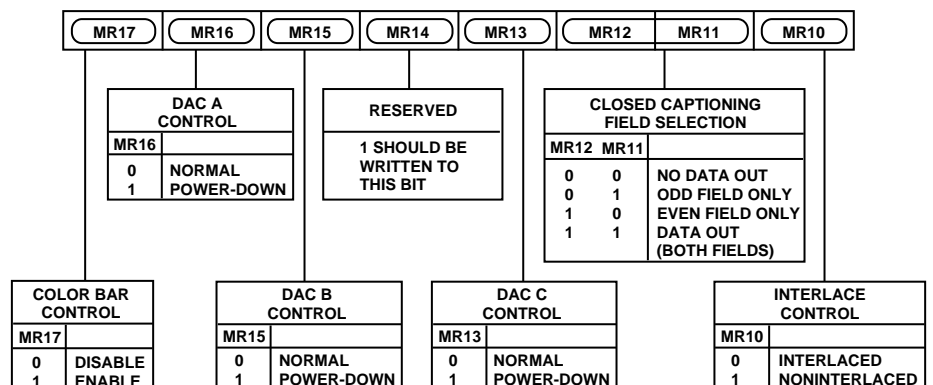 MR17 MR16 MR15 MR14 MR13 MR12 MR11 MR10
DAC A
CONTROL
MR16
0 NORMAL
1 POWER-DOWN
RESERVED
1 SHOULD BE
WRITTEN TO
THIS BIT
CLOSED CAPTIONING
FIELD SELECTION
MR12 MR11
0 0 NO DATA OUT
0 1 ODD FIELD ONLY
1 0 EVEN FIELD ONLY
1 1 DATA OUT
(BOTH FIELDS)
COLOR BAR
CONTROL
MR17
0 DISABLE
1 ENABLE
DAC B
CONTROL
MR15
0 NORMAL
1 POWER-DOWN
DAC C
CONTROL
MR13
0 NORMAL
1 POWER-DOWN
INTERLACE
CONTROL
MR10
0 INTERLACED
1 NONINTERLACED